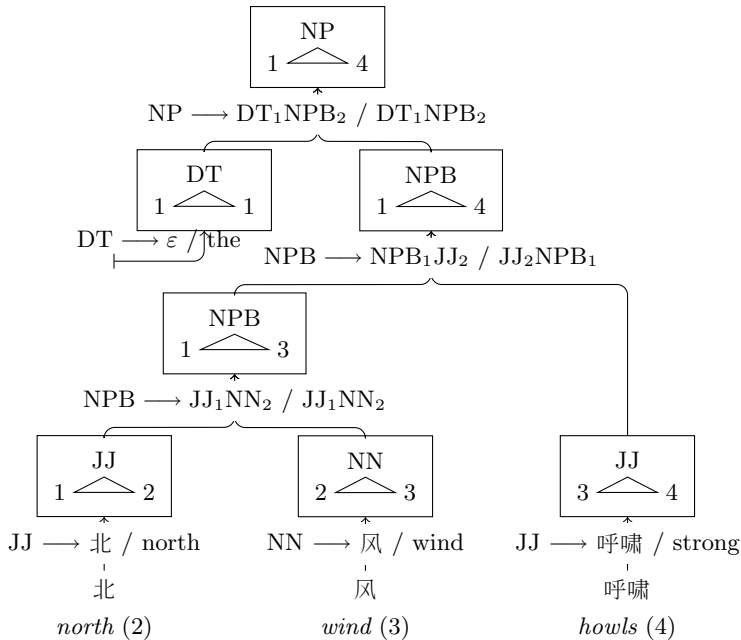 NP
1 4
NP ⟶ DT₁NPB₂ / DT₁NPB₂
DT NPB
1 1 1 4
DT ⟶ ε / the
NPB ⟶ NPB₁JJ₂ / JJ₂NPB₁
NPB
1 3
NPB ⟶ JJ₁NN₂ / JJ₁NN₂
JJ NN JJ
1 2 2 3 3 4
JJ ⟶ 北 / north NN ⟶ 风 / wind JJ ⟶ 呼啸 / strong
北 风 呼啸
north (2) wind (3) howls (4)